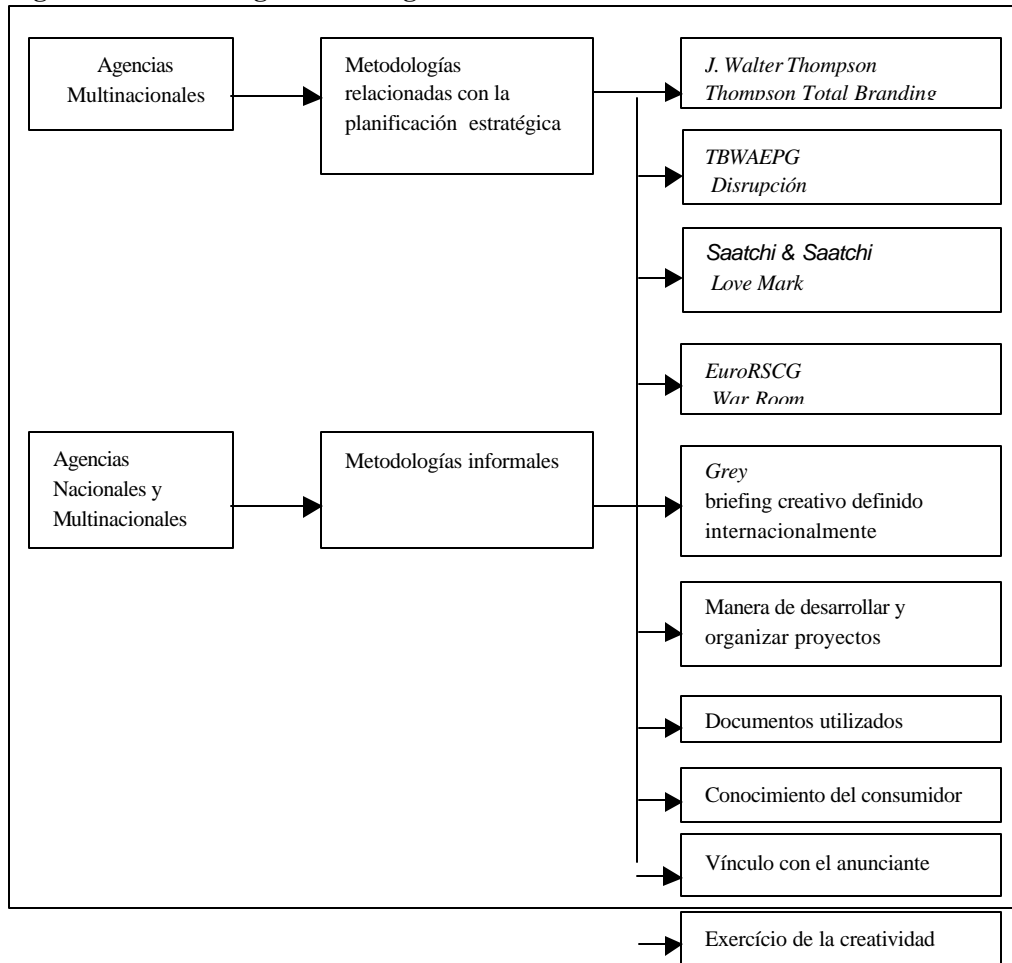 Agencias
Multinacionales
Metodologías
relacionadas con la
planificación estratégica
J. Walter Thompson
Thompson Total Branding
TBWAEPG
Disrupción
Saatchi & Saatchi
Love Mark
EuroRSCG
War Room
Agencias
Nacionales y
Multinacionales
Metodologías informales
Grey
briefing creativo definido
internacionalmente
Manera de desarrollar y
organizar proyectos
Documentos utilizados
Conocimiento del consumidor
Vínculo con el anunciante
Exercício de la creatividad